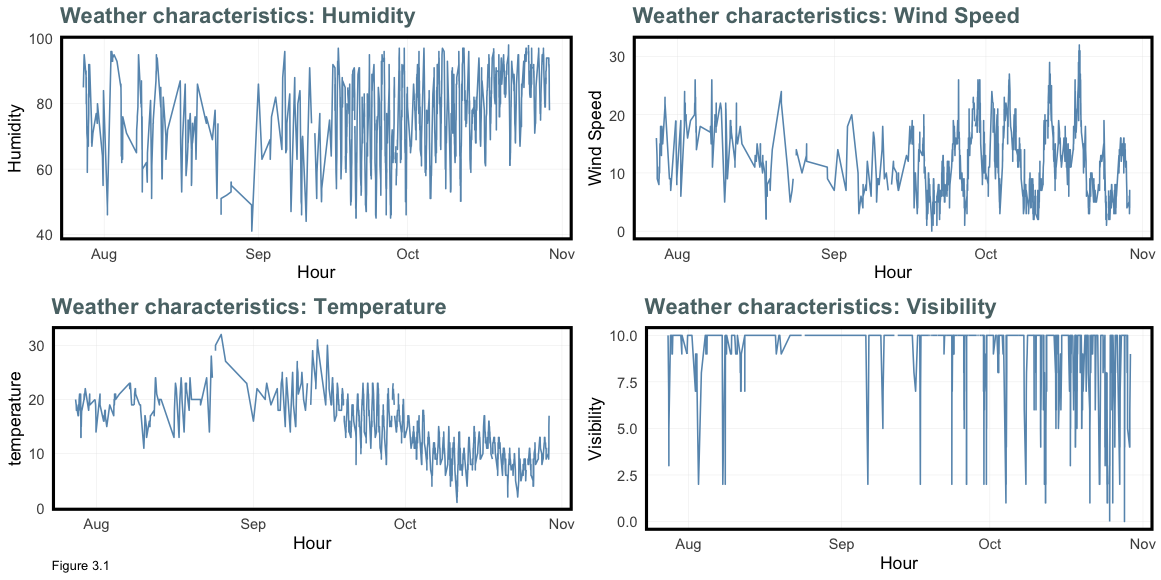 Weather characteristics: Humidity
100
80
60
40
Humidity
Aug Sep Oct Nov
Hour
Weather characteristics: Wind Speed
30
20
10
0
Wind Speed
Aug Sep Oct Nov
Hour
Weather characteristics: Temperature
30
20
10
0
temperature
Aug Sep Oct Nov
Hour
Weather characteristics: Visibility
10.0
7.5
5.0
2.5
0.0
Visibility
Aug Sep Oct Nov
Hour
Figure 3.1